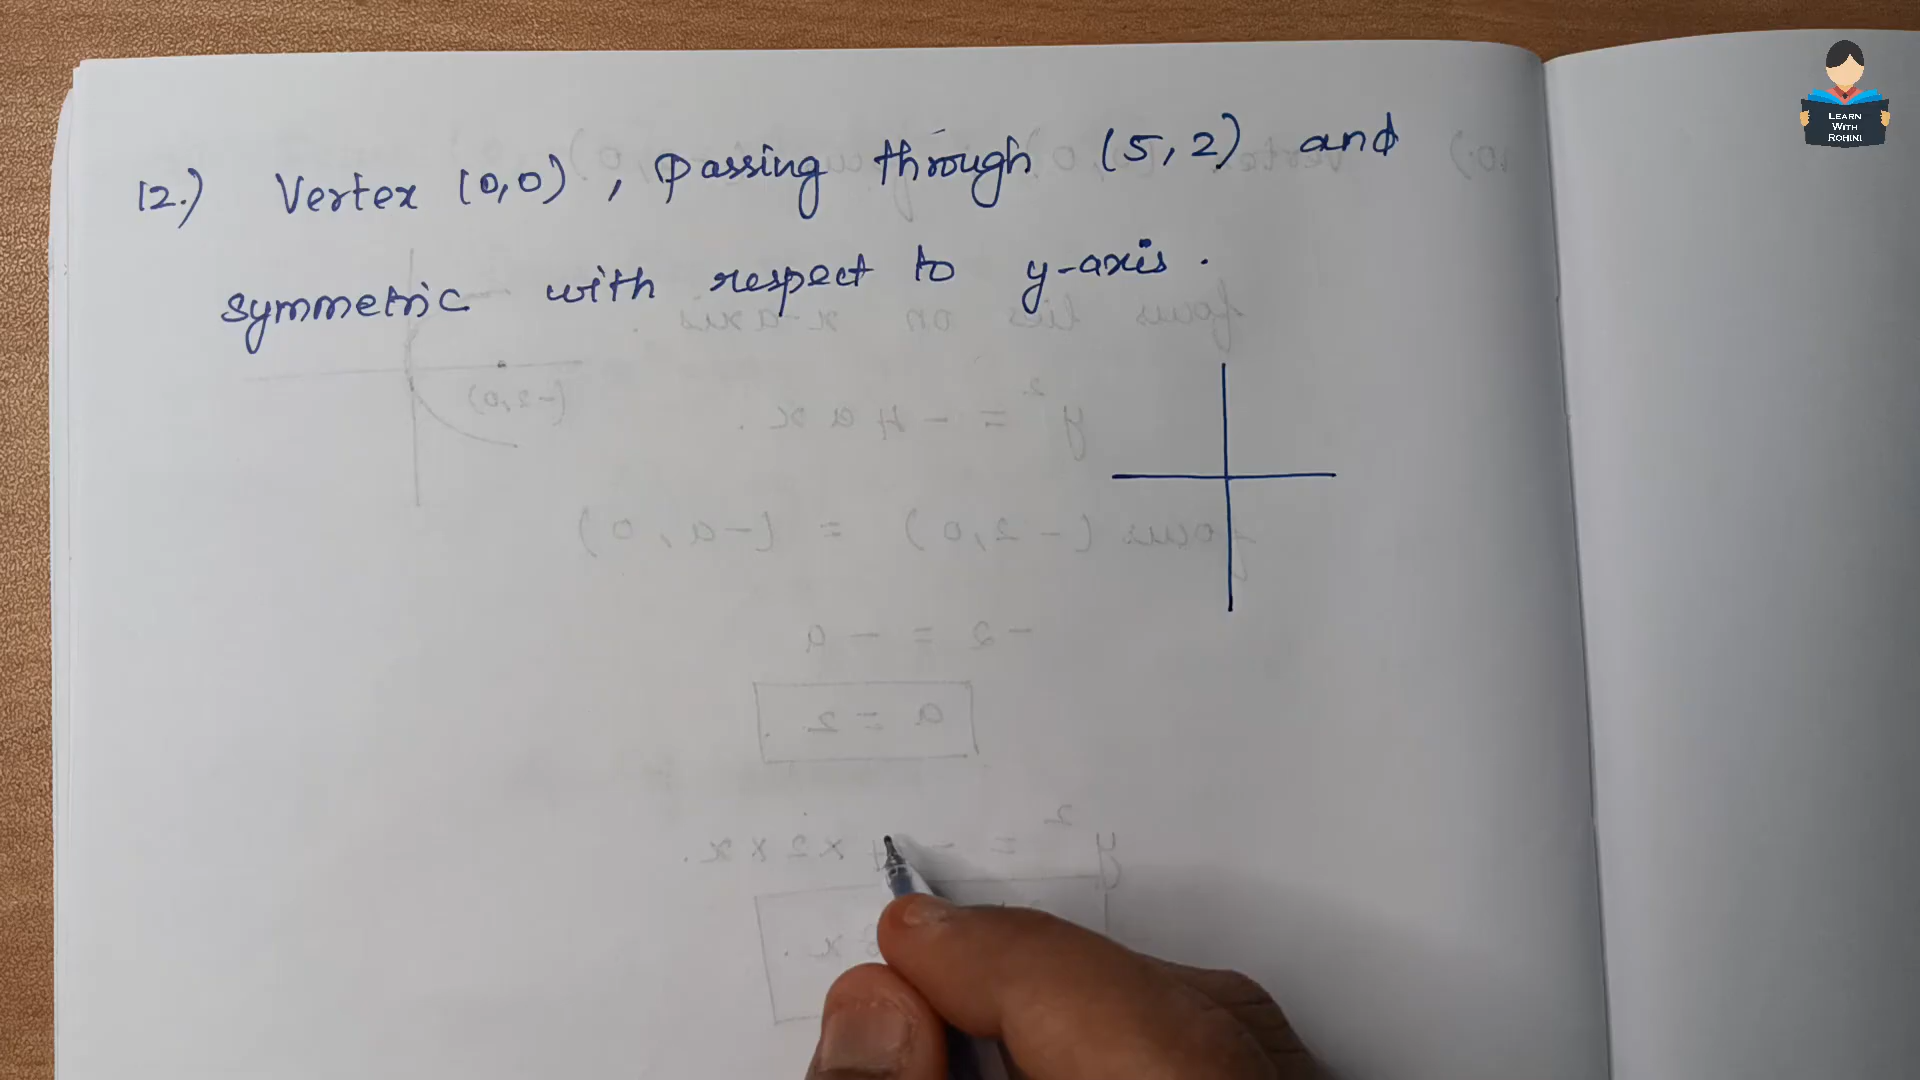 12.) Vertex (0,0), Passing through (5,2) and
symmetric with respect to y-axis.
LEARN
WITH
ROHINI